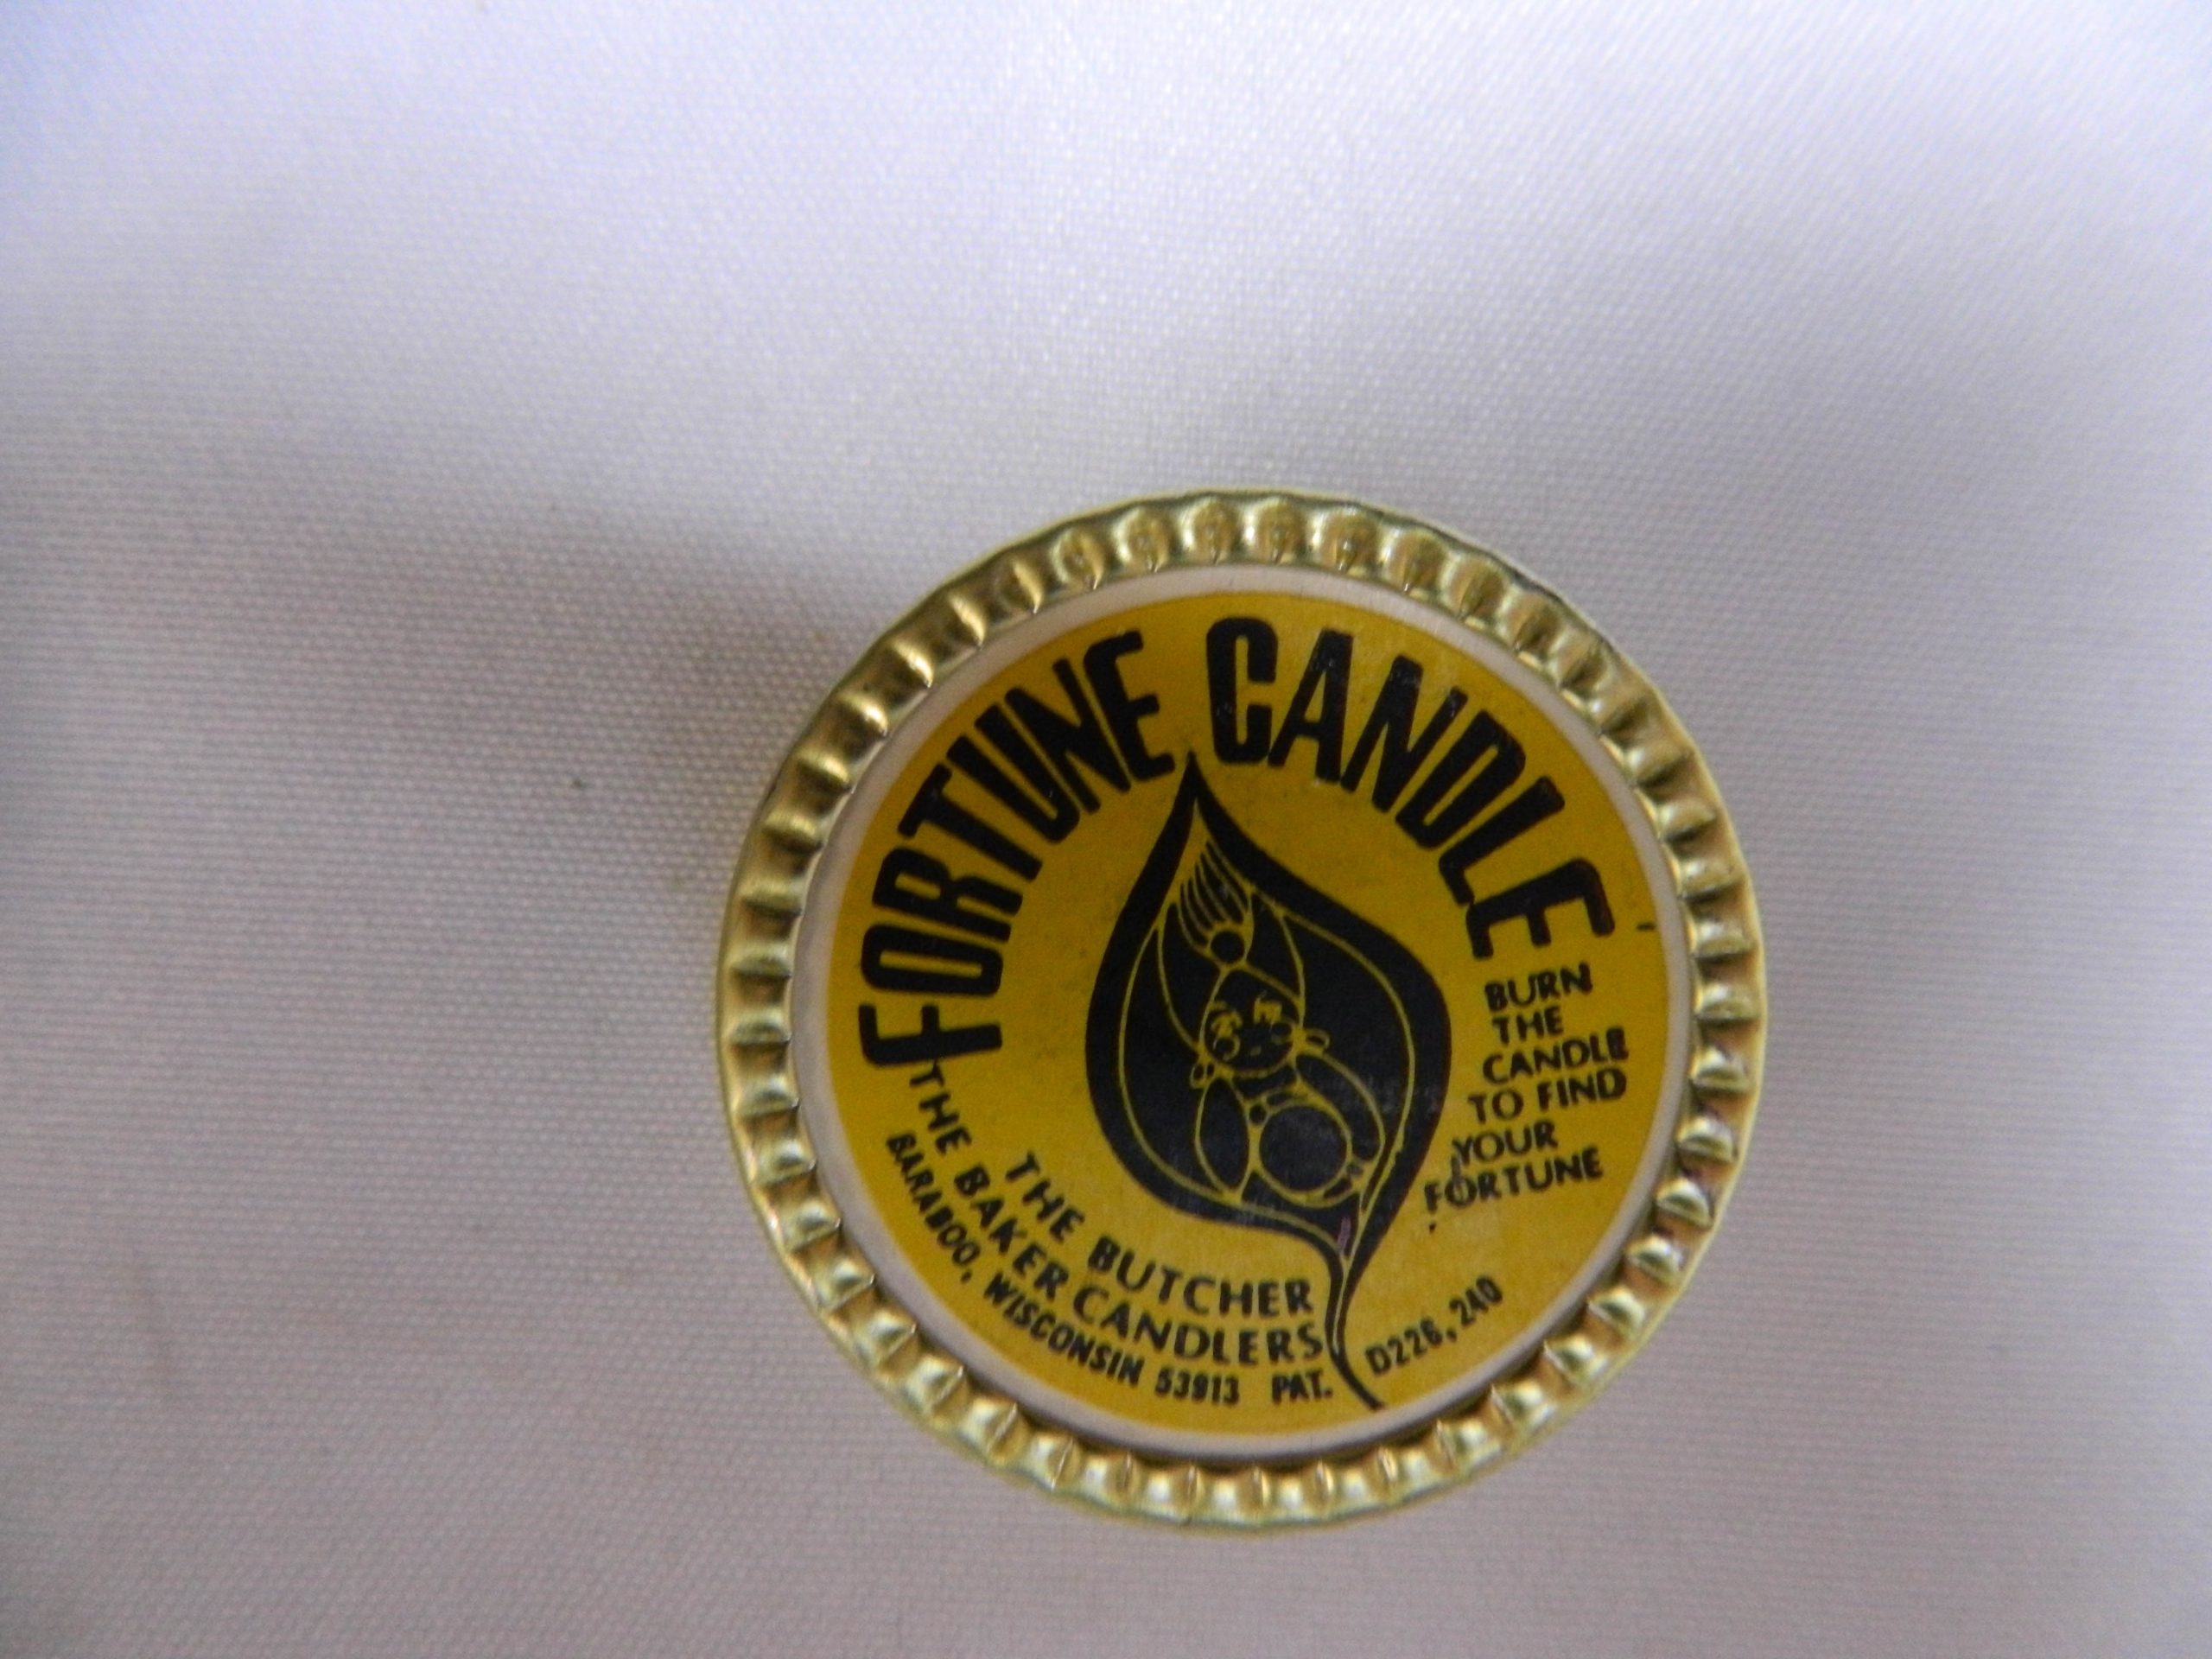 FORTUNE CANDLE
BURN
THE
CANDLE
TO FIND
YOUR
FORTUNE
THE BUTCHER
THE BAKER CANDLERS
BARABOO, WISCONSIN 53913 PAT. D226,240